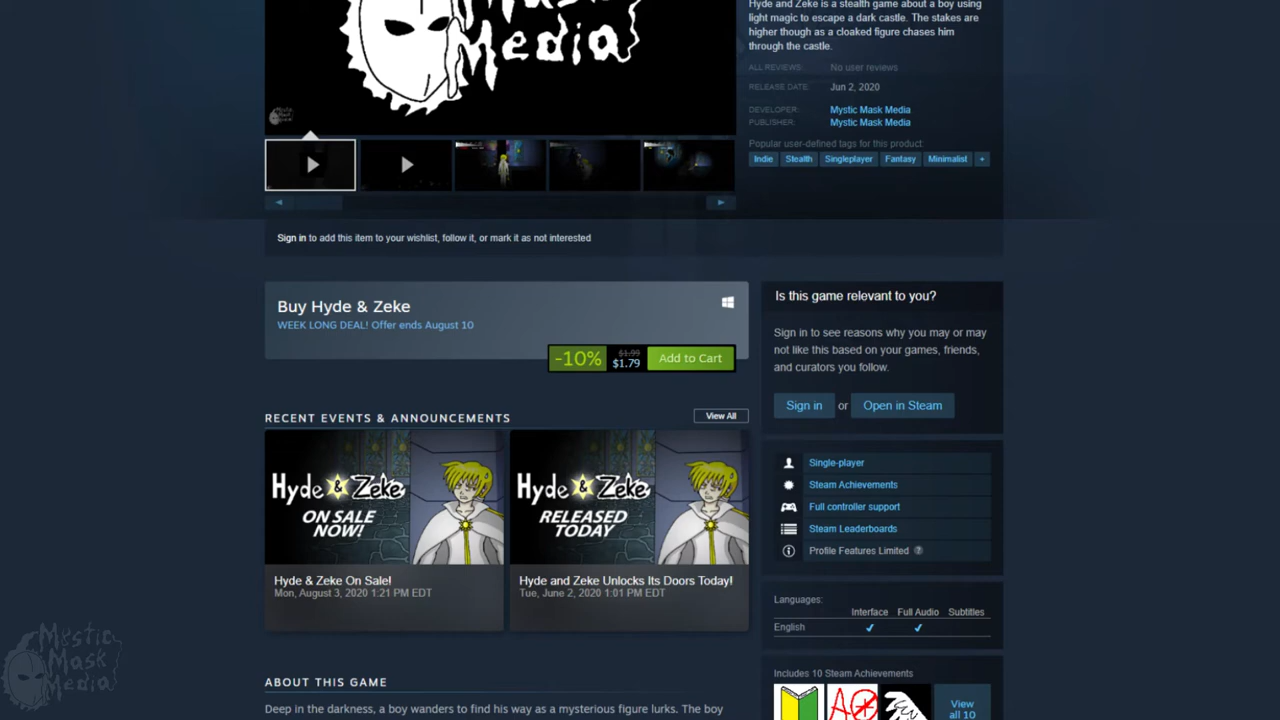 Mask
Media
Hyde and Zeke is a stealth game about a boy using
light magic to escape a dark castle. The stakes are
higher though as a cloaked figure chases him
through the castle.
ALL REVIEWS: No user reviews
RELEASE DATE: Jun 2, 2020
DEVELOPER: Mystic Mask Media
PUBLISHER: Mystic Mask Media
Popular user-defined tags for this product:
Indie Stealth Singleplayer Fantasy Minimalist +
Sign in to add this item to your wishlist, follow it, or mark it as not interested
Buy Hyde & Zeke
WEEK LONG DEAL! Offer ends August 10
-10% $1.99 $1.79 Add to Cart
RECENT EVENTS & ANNOUNCEMENTS
View All
Hyde & Zeke
ON SALE
NOW!
Hyde & Zeke On Sale!
Mon, August 3, 2020 1:21 PM EDT
Hyde & Zeke
RELEASED
TODAY
Hyde and Zeke Unlocks Its Doors Today!
Tue, June 2, 2020 1:01 PM EDT
ABOUT THIS GAME
Deep in the darkness, a boy wanders to find his way as a mysterious figure lurks. The boy
Is this game relevant to you?
Sign in to see reasons why you may or may
not like this based on your games, friends,
and curators you follow.
Sign in or Open in Steam
Single-player
Steam Achievements
Full controller support
Steam Leaderboards
Profile Features Limited ?
Languages:
Interface Full Audio Subtitles
English ✔ ✔
Includes 10 Steam Achievements
View
all 10
Mystic
Mask
Media